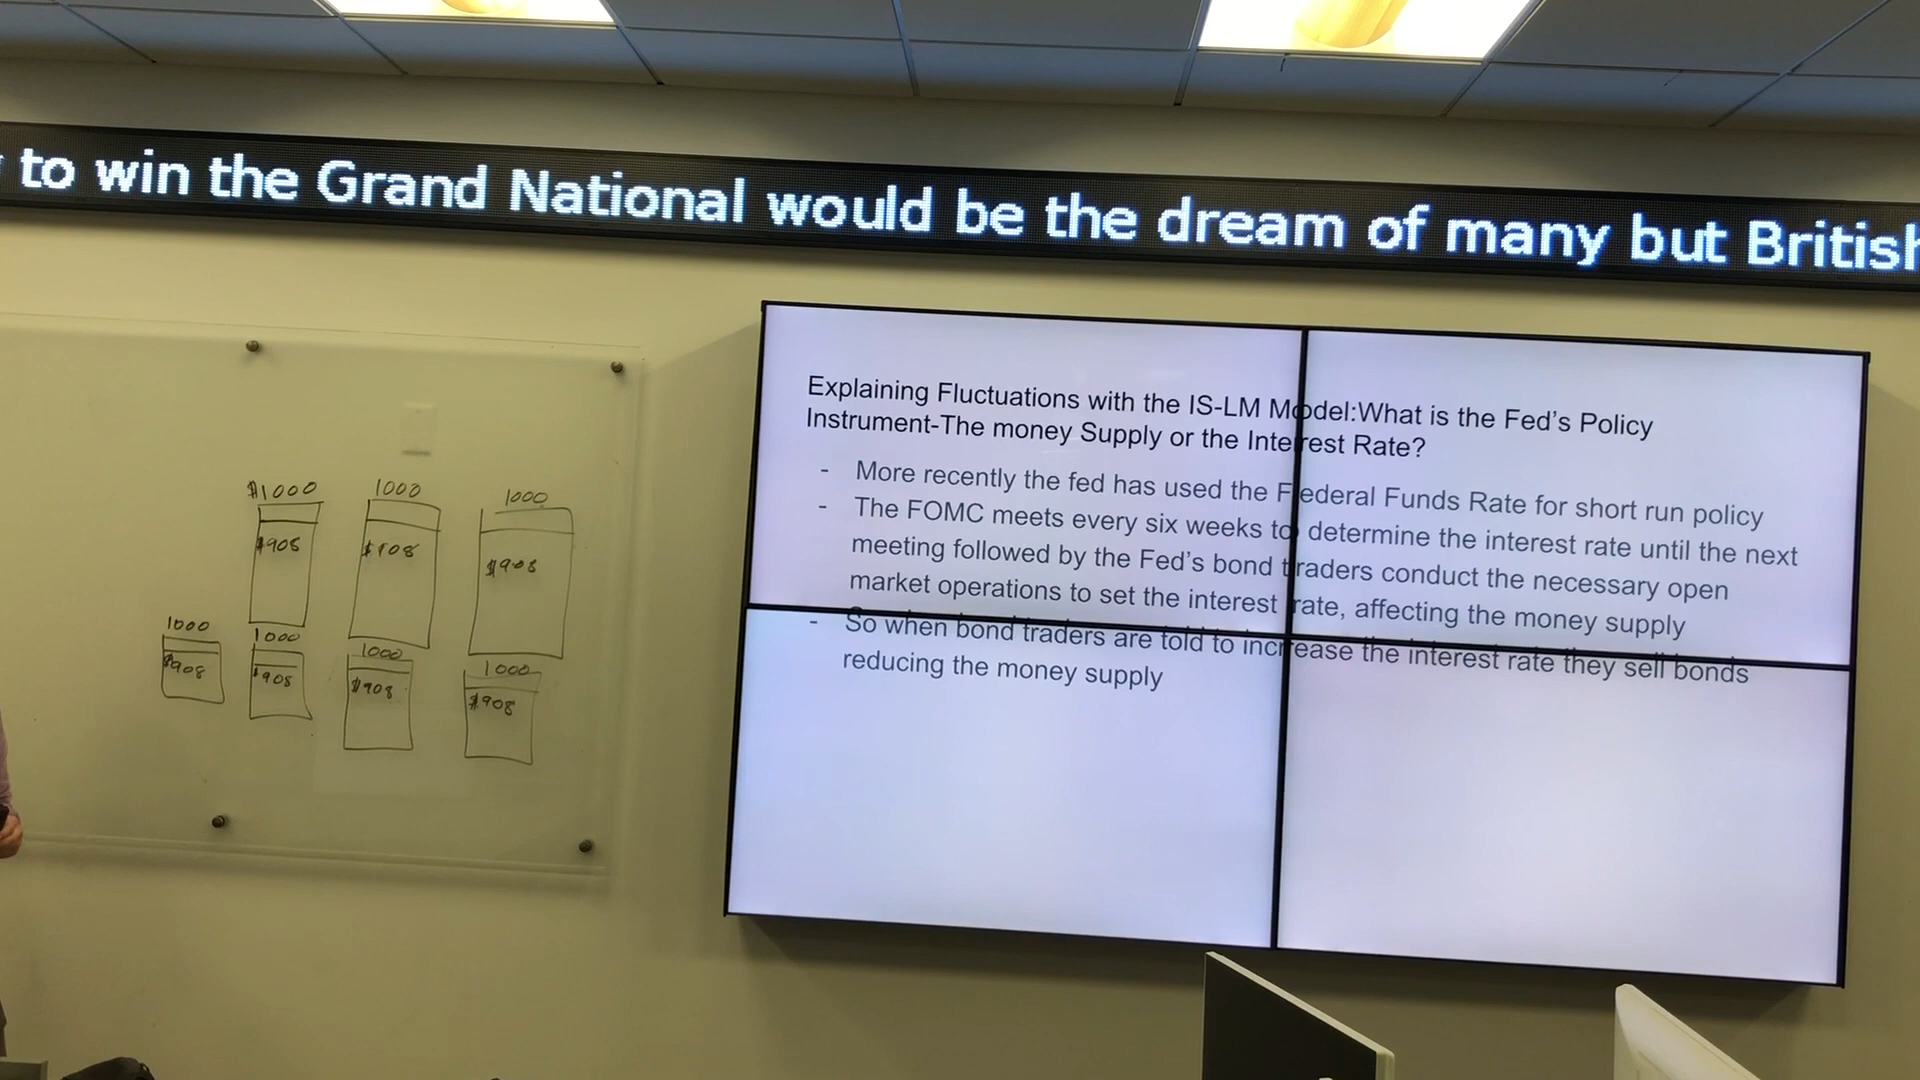 to win the Grand National would be the dream of many but British
Explaining Fluctuations with the IS-LM Model:What is the Fed's Policy
Instrument-The money Supply or the Interest Rate?
- More recently the fed has used the Federal Funds Rate for short run policy
- The FOMC meets every six weeks to determine the interest rate until the next
meeting followed by the Fed's bond traders conduct the necessary open
market operations to set the interest rate, affecting the money supply
- So when bond traders are told to increase the interest rate they sell bonds
reducing the money supply
$1000 1000 1000
$908 $908 $908
1000 1000 1000 1000
$908 $908 $908 $908